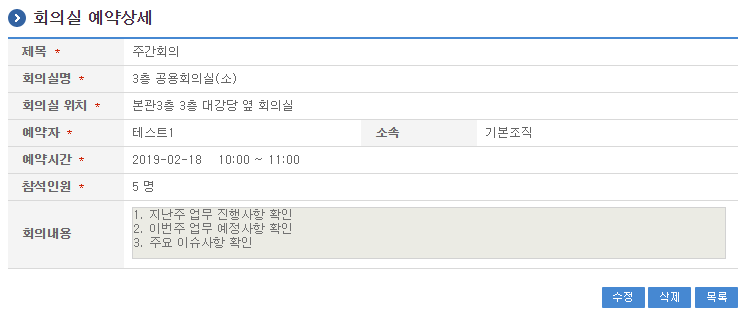 회의실 예약상세
제목 * 주간회의
회의실명 * 3층 공용회의실(소)
회의실 위치 * 본관3층 3층 대강당 옆 회의실
예약자 * 테스트1 소속 기본조직
예약시간 * 2019-02-18 10:00 ~ 11:00
참석인원 * 5 명
회의내용
1. 지난주 업무 진행사항 확인
2. 이번주 업무 예정사항 확인
3. 주요 이슈사항 확인
수정 삭제 목록